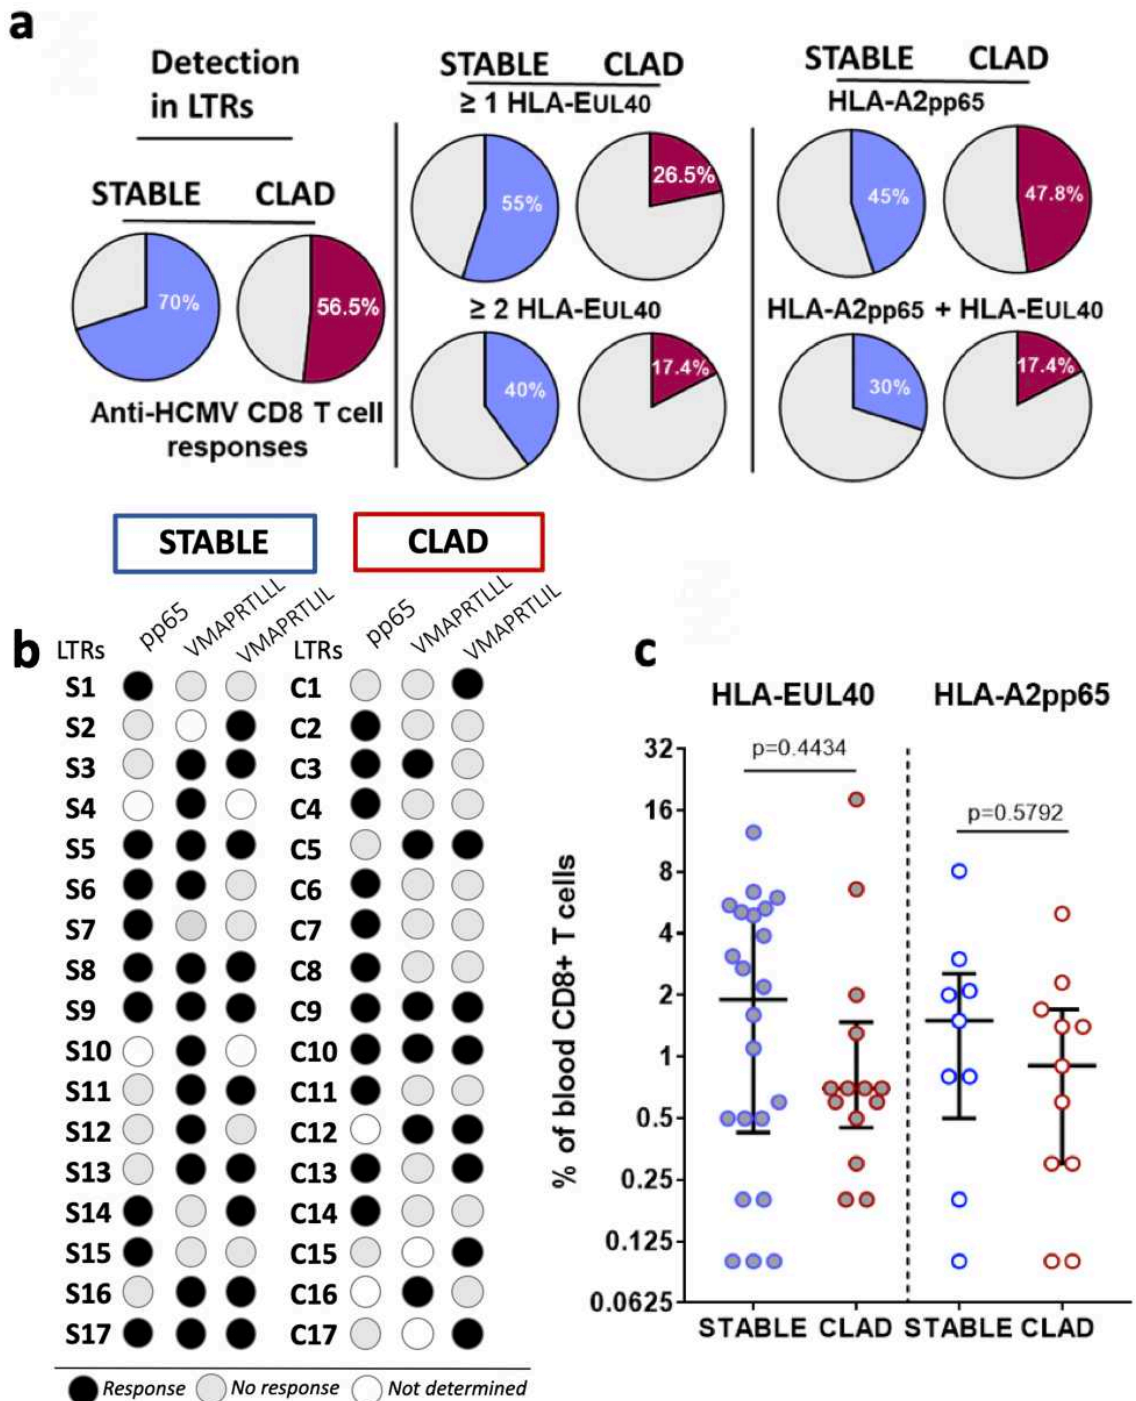 a
Detection
in LTRs
STABLE CLAD
70% 56.5%
Anti-HCMV CD8 T cell
responses
STABLE CLAD
≥ 1 HLA-EUL40
55% 26.5%
≥ 2 HLA-EUL40
40% 17.4%
STABLE CLAD
HLA-A2pp65
45% 47.8%
HLA-A2pp65 + HLA-EUL40
30% 17.4%
STABLE CLAD
b
LTRs pp65 VMAPRTLLL VMAPRTLIL LTRs pp65 VMAPRTLLL VMAPRTLIL
S1 C1
S2 C2
S3 C3
S4 C4
S5 C5
S6 C6
S7 C7
S8 C8
S9 C9
S10 C10
S11 C11
S12 C12
S13 C13
S14 C14
S15 C15
S16 C16
S17 C17
Response No response Not determined
c
HLA-EUL40 HLA-A2pp65
p=0.4434
p=0.5792
% of blood CD8+ T cells
32
16
8
4
2
1
0.5
0.25
0.125
0.0625
STABLE CLAD STABLE CLAD